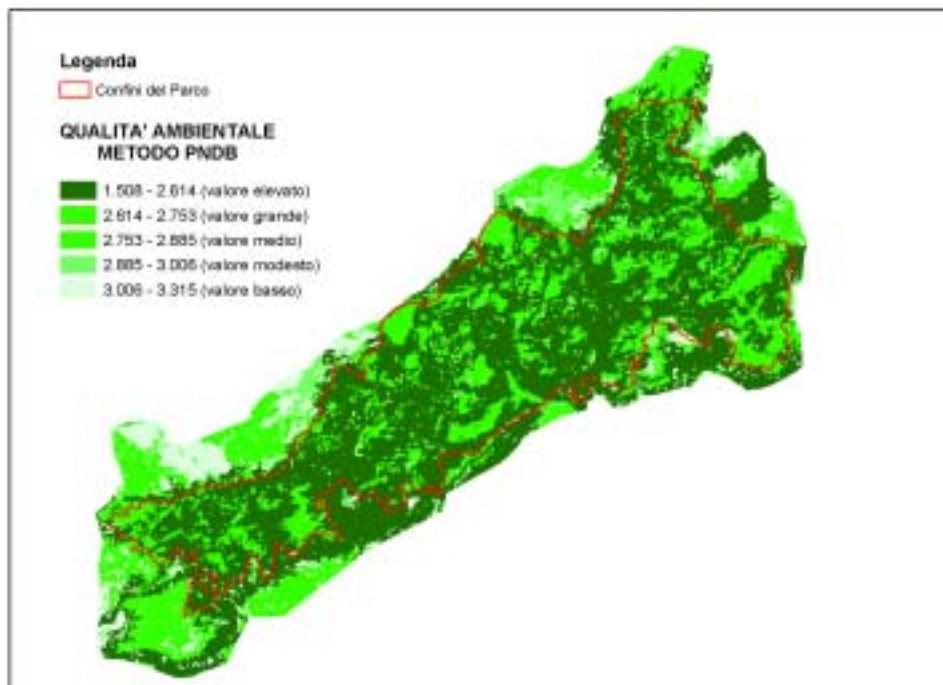 Legenda
Confini del Parco
QUALITA' AMBIENTALE
METODO PNDB
1.508 - 2.614 (valore elevato)
2.614 - 2.753 (valore grande)
2.753 - 2.885 (valore medio)
2.885 - 3.006 (valore modesto)
3.006 - 3.315 (valore basso)